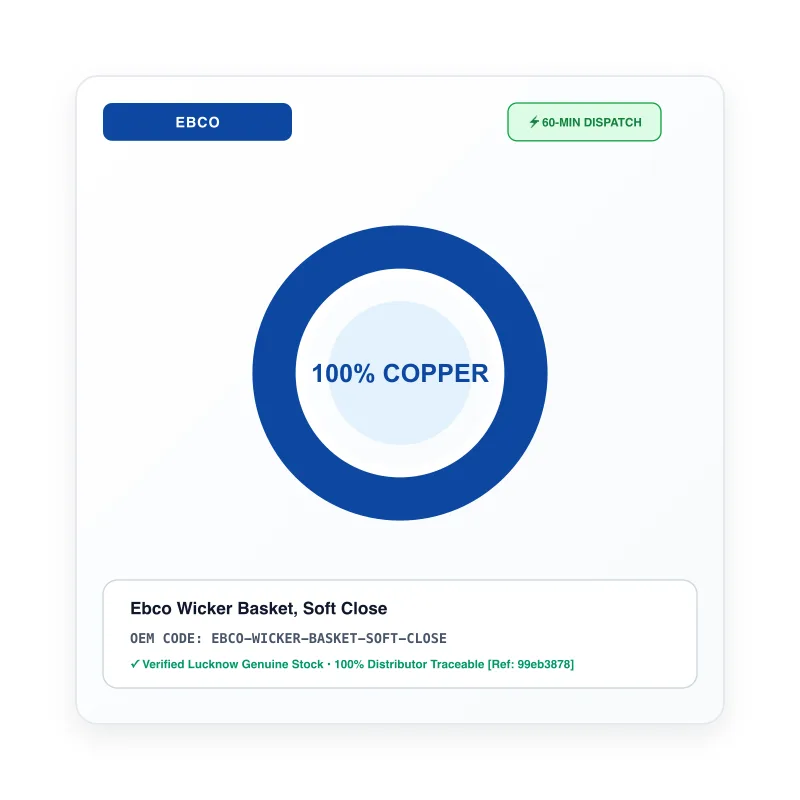 EBCO
⚡ 60-MIN DISPATCH
100% COPPER
Ebco Wicker Basket, Soft Close
OEM CODE: EBCO-WICKER-BASKET-SOFT-CLOSE
✓ Verified Lucknow Genuine Stock · 100% Distributor Traceable [Ref: 99eb3878]